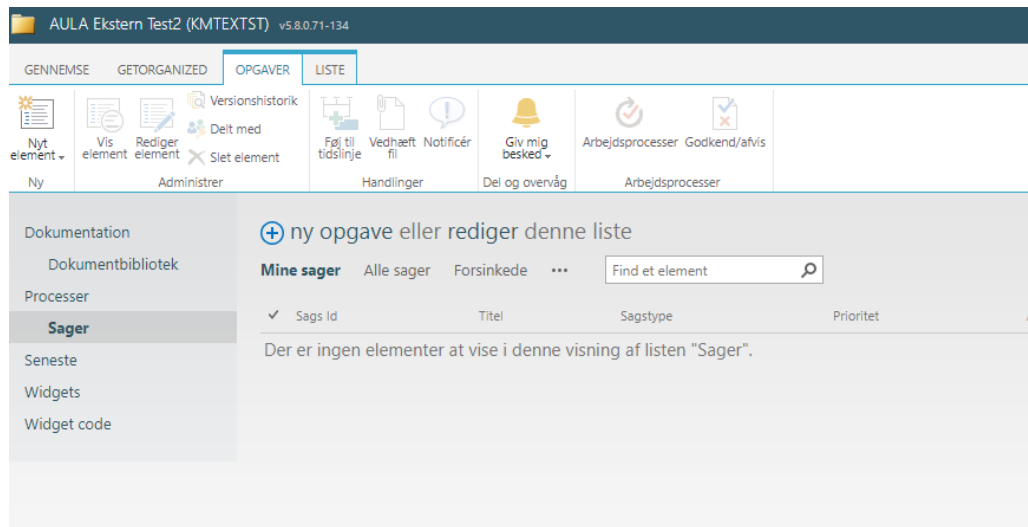 AULA Ekstern Test2 (KMTEXTST) v5.8.0.71-134
GENNEMSE GETORGANIZED OPGAVER LISTE
Nyt element
Vis element
Rediger element
Versionshistorik
Delt med
Slet element
Føj til tidslinje
Vedhæft fil
Notificér
Giv mig besked
Arbejdsprocesser
Godkend/afvis
Ny Administrer Handlinger Del og overvåg Arbejdsprocesser
Dokumentation
Dokumentbibliotek
Processer
Sager
Seneste
Widgets
Widget code
ny opgave eller rediger denne liste
Mine sager Alle sager Forsinkede ••• Find et element
Sags Id Titel Sagstype Prioritet
Der er ingen elementer at vise i denne visning af listen "Sager".